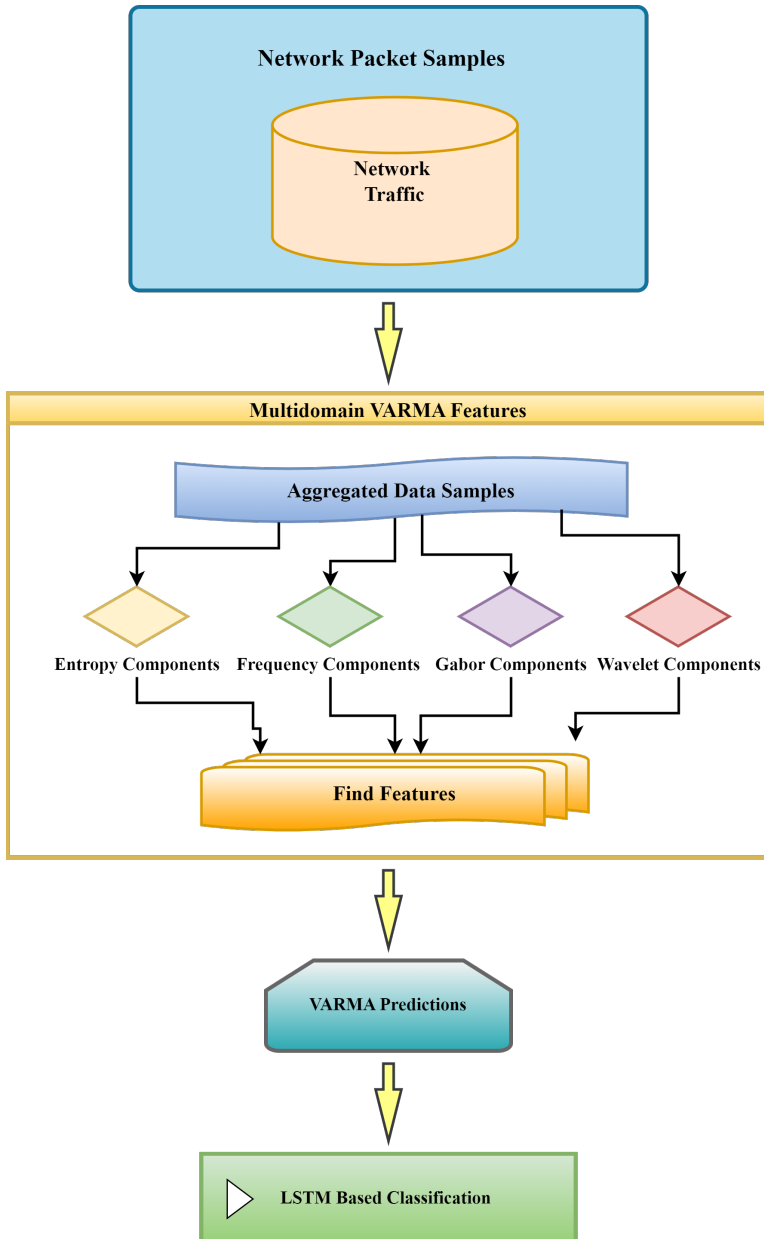 Network Packet Samples
Network
Traffic
Multidomain VARMA Features
Aggregated Data Samples
Entropy Components
Frequency Components
Gabor Components
Wavelet Components
Find Features
VARMA Predictions
LSTM Based Classification